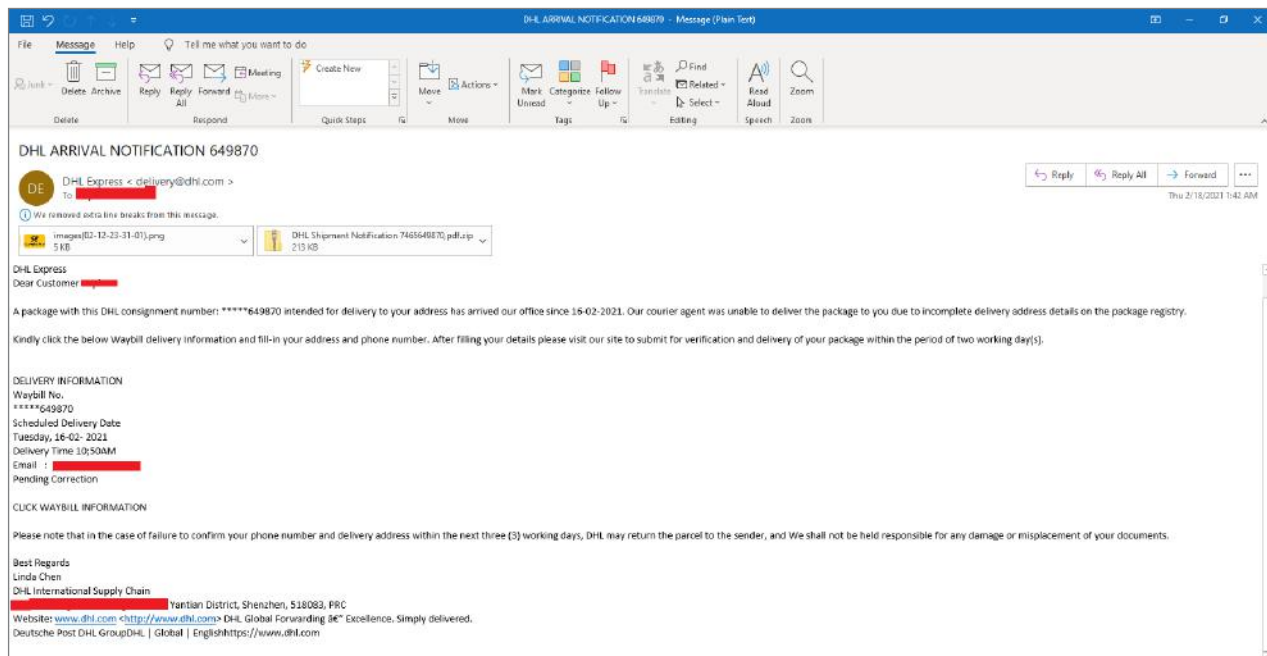 DHL ARRIVAL NOTIFICATION 649870 - Message (Plain Text)
File Message Help Tell me what you want to do
Junk Delete Archive Reply Reply All Forward Meeting More Create New Move Actions Mark Unread Categorize Follow Up Translate Find Related Select Read Aloud Zoom
Delete Respond Quick Steps Move Tags Editing Speech Zoom
DHL ARRIVAL NOTIFICATION 649870
DE
DHL Express < delivery@dhl.com >
To
Reply Reply All Forward
Thu 2/18/2021 1:42 AM
We removed extra line breaks from this message.
images(02-12-23-31-01).png
5 KB
DHL Shipment Notification 7465649870.pdf.zip
213 KB
DHL Express
Dear Customer
A package with this DHL consignment number: *****649870 intended for delivery to your address has arrived our office since 16-02-2021. Our courier agent was unable to deliver the package to you due to incomplete delivery address details on the package registry.
Kindly click the below Waybill delivery Information and fill-in your address and phone number. After filling your details please visit our site to submit for verification and delivery of your package within the period of two working day(s).
DELIVERY INFORMATION
Waybill No.
*****649870
Scheduled Delivery Date
Tuesday, 16-02- 2021
Delivery Time 10;50AM
Email :
Pending Correction
CLICK WAYBILL INFORMATION
Please note that in the case of failure to confirm your phone number and delivery address within the next three (3) working days, DHL may return the parcel to the sender, and We shall not be held responsible for any damage or misplacement of your documents.
Best Regards
Linda Chen
DHL International Supply Chain
Yantian District, Shenzhen, 518083, PRC
Website: www.dhl.com <http://www.dhl.com> DHL Global Forwarding â€" Excellence. Simply delivered.
Deutsche Post DHL GroupDHL | Global | Englishhttps://www.dhl.com